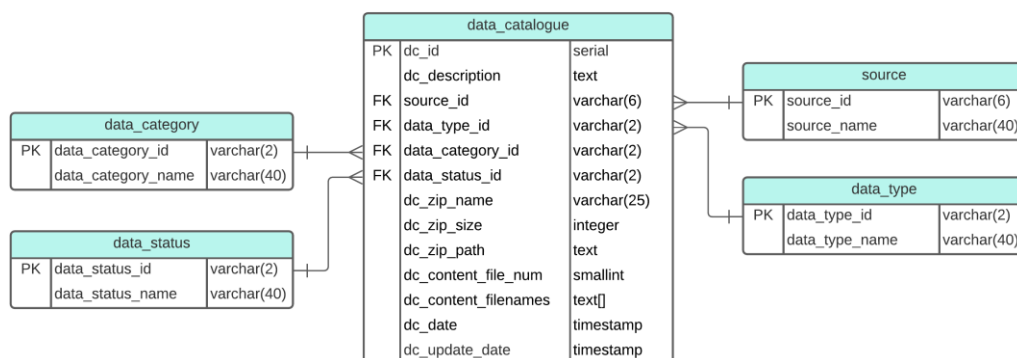 data_catalogue
PK dc_id serial
dc_description text
FK source_id varchar(6)
FK data_type_id varchar(2)
FK data_category_id varchar(2)
FK data_status_id varchar(2)
dc_zip_name varchar(25)
dc_zip_size integer
dc_zip_path text
dc_content_file_num smallint
dc_content_filenames text[]
dc_date timestamp
dc_update_date timestamp
data_category
PK data_category_id varchar(2)
data_category_name varchar(40)
data_status
PK data_status_id varchar(2)
data_status_name varchar(40)
source
PK source_id varchar(6)
source_name varchar(40)
data_type
PK data_type_id varchar(2)
data_type_name varchar(40)